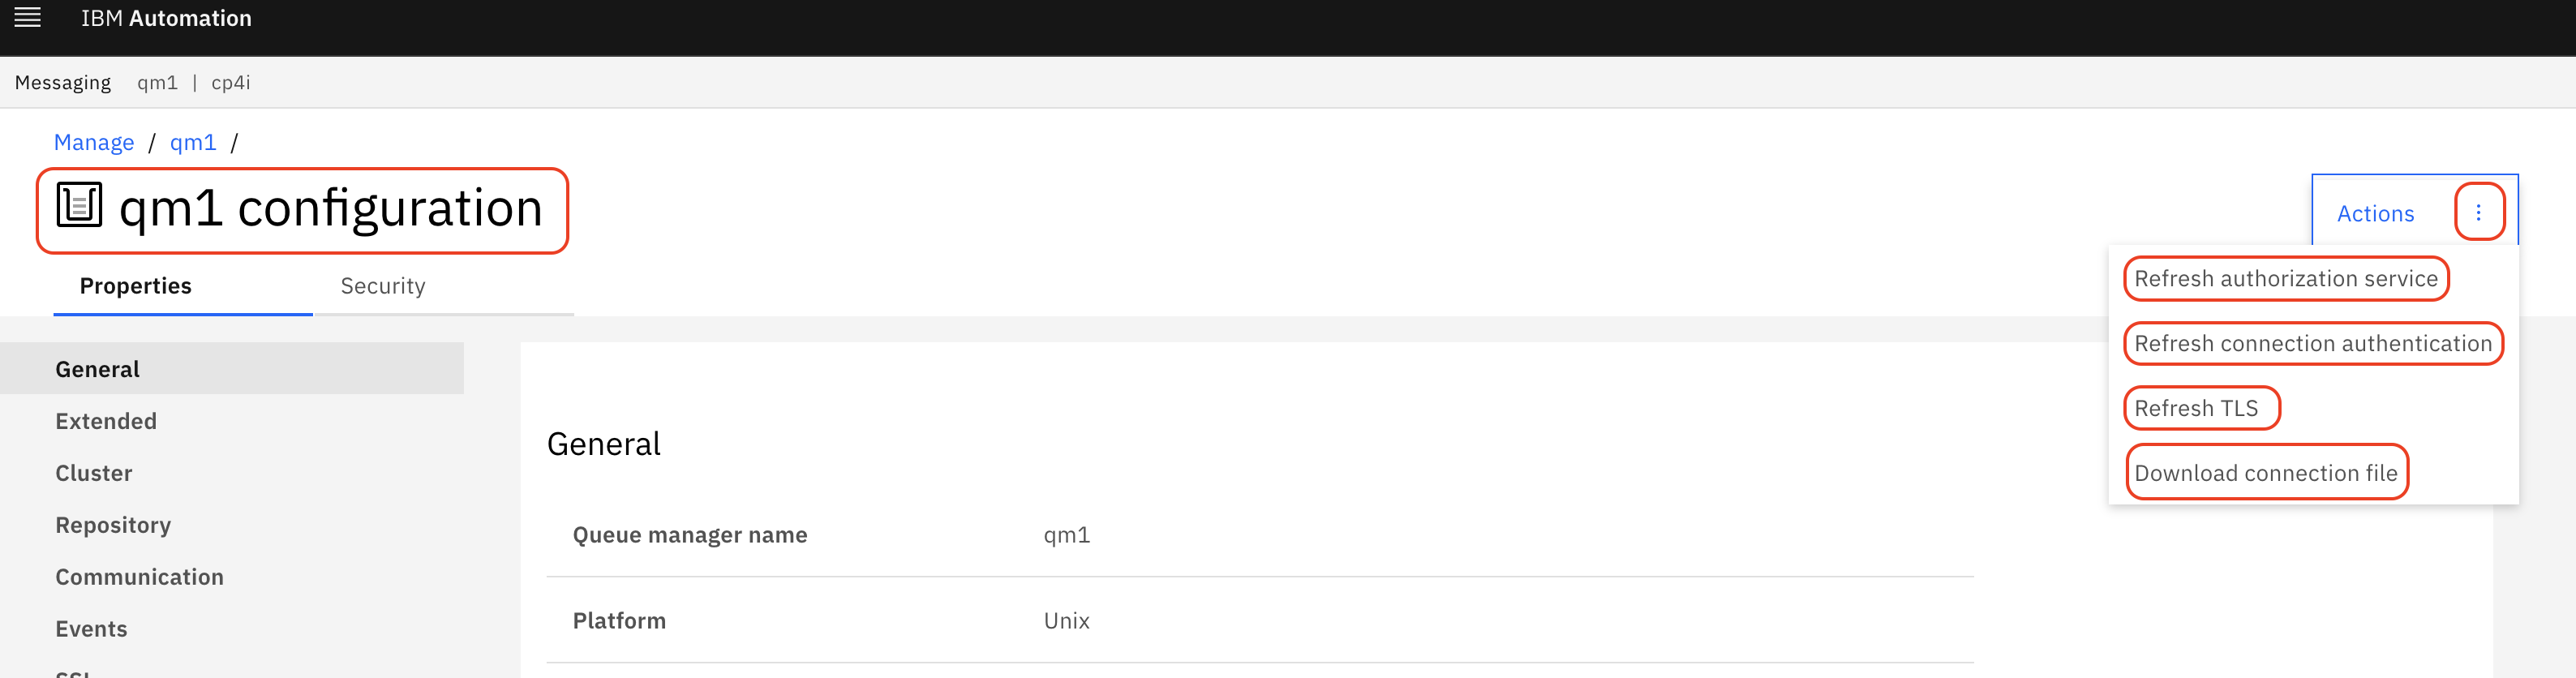 IBM Automation
Messaging qm1 | cp4i
Manage / qm1 /
qm1 configuration
Actions
Refresh authorization service
Refresh connection authentication
Refresh TLS
Download connection file
Properties Security
General
Extended
Cluster
Repository
Communication
Events
General
Queue manager name qm1
Platform Unix